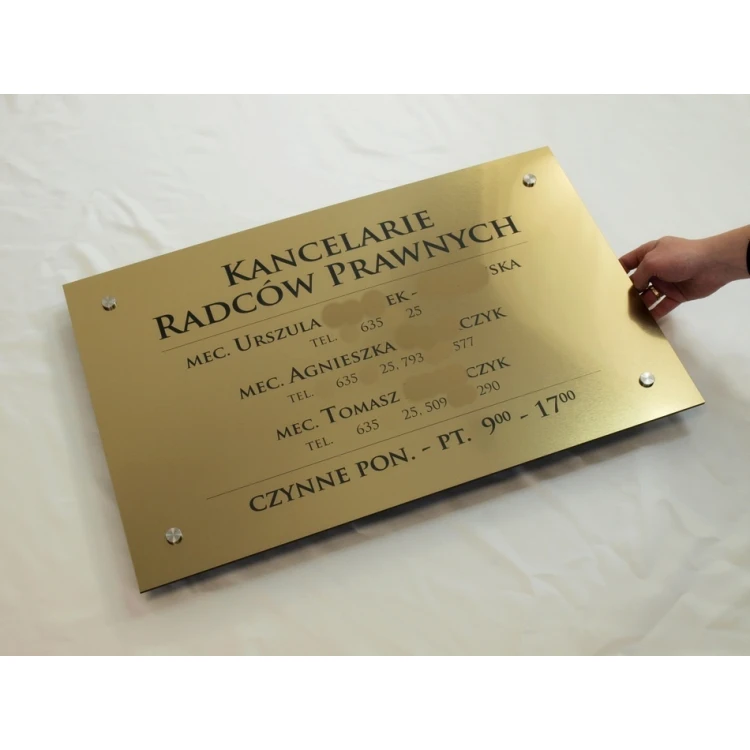 KANCELARIE
RADCÓW PRAWNYCH
MEC. URSZULA EK - SKA
TEL. 635 25
MEC. AGNIESZKA CZYK
TEL. 635 25, 793 577
MEC. TOMASZ CZYK
TEL. 635 25, 509 290
CZYNNE PON. - PT. 9⁰⁰ - 17⁰⁰